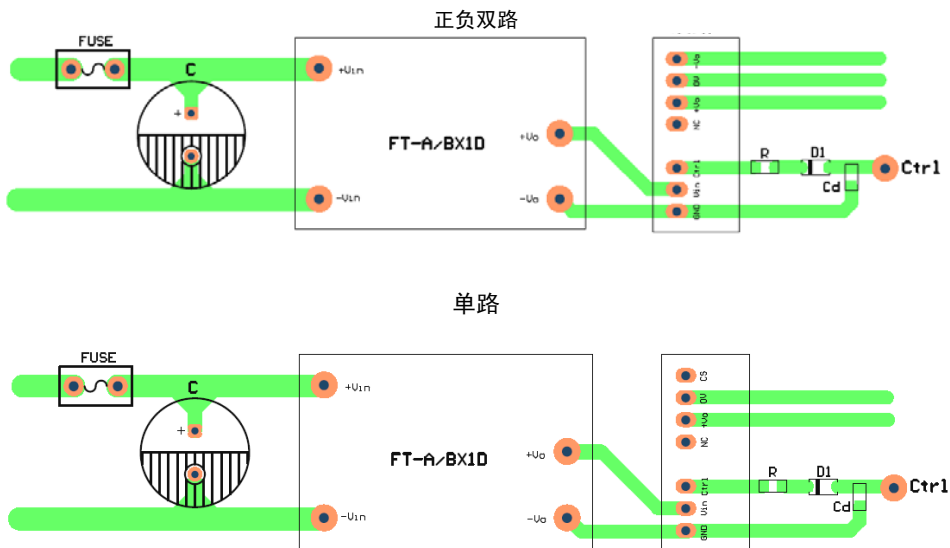 正负双路
FUSE
C
+
+Vin
-Vin
FT-A/BX1D
+Vo
-Vo
-Vo
0V
+Vo
NC
Ctrl
Vin
GND
R
D1
Cd
Ctrl
单路
FUSE
C
+
+Vin
-Vin
FT-A/BX1D
+Vo
-Vo
CS
0V
+Vo
NC
Ctrl
Vin
GND
R
D1
Cd
Ctrl